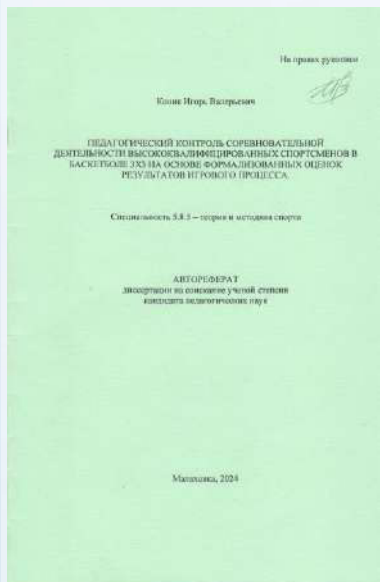 На правах рукописи
Игорь Валерьевич
ПЕДАГОГИЧЕСКИЙ КОНТРОЛЬ СОРЕВНОВАТЕЛЬНОЙ
ДЕЯТЕЛЬНОСТИ ВЫСОКОКВАЛИФИЦИРОВАННЫХ СПОРТСМЕНОВ В
БАСКЕТБОЛЕ 3X3 НА ОСНОВЕ ФОРМАЛИЗОВАННЫХ ОЦЕНОК
РЕЗУЛЬТАТОВ ИГРОВОГО ПРОЦЕССА
Специальность 5.8.5 – теория и методика спорта
АВТОРЕФЕРАТ
диссертации на соискание ученой степени
кандидата педагогических наук
Малаховка, 2024